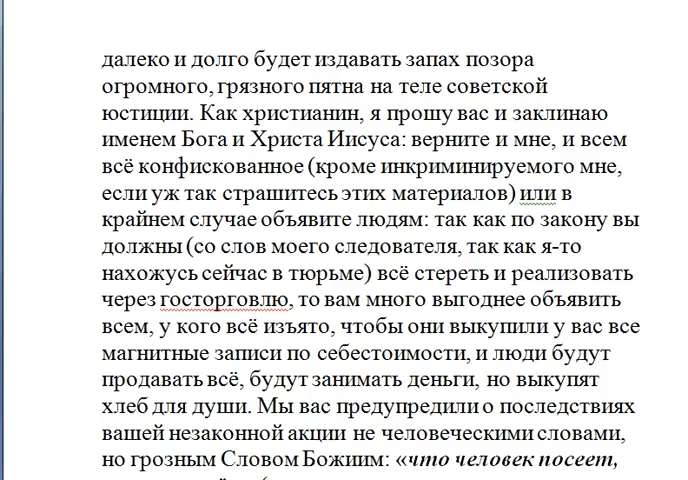 далеко и долго будет издавать запах позора
огромного, грязного пятна на теле советской
юстиции. Как христианин, я прошу вас и заклинаю
именем Бога и Христа Иисуса: верните и мне, и всем
всё конфискованное (кроме инкриминируемого мне,
если уж так страшитесь этих материалов) или в
крайнем случае объявите людям: так как по закону вы
должны (со слов моего следователя, так как я-то
нахожусь сейчас в тюрьме) всё стереть и реализовать
через госторговлю, то вам много выгоднее объявить
всем, у кого всё изъято, чтобы они выкупили у вас все
магнитные записи по себестоимости, и люди будут
продавать всё, будут занимать деньги, но выкупят
хлеб для души. Мы вас предупредили о последствиях
вашей незаконной акции не человеческими словами,
но грозным Словом Божиим: «что человек посеет,